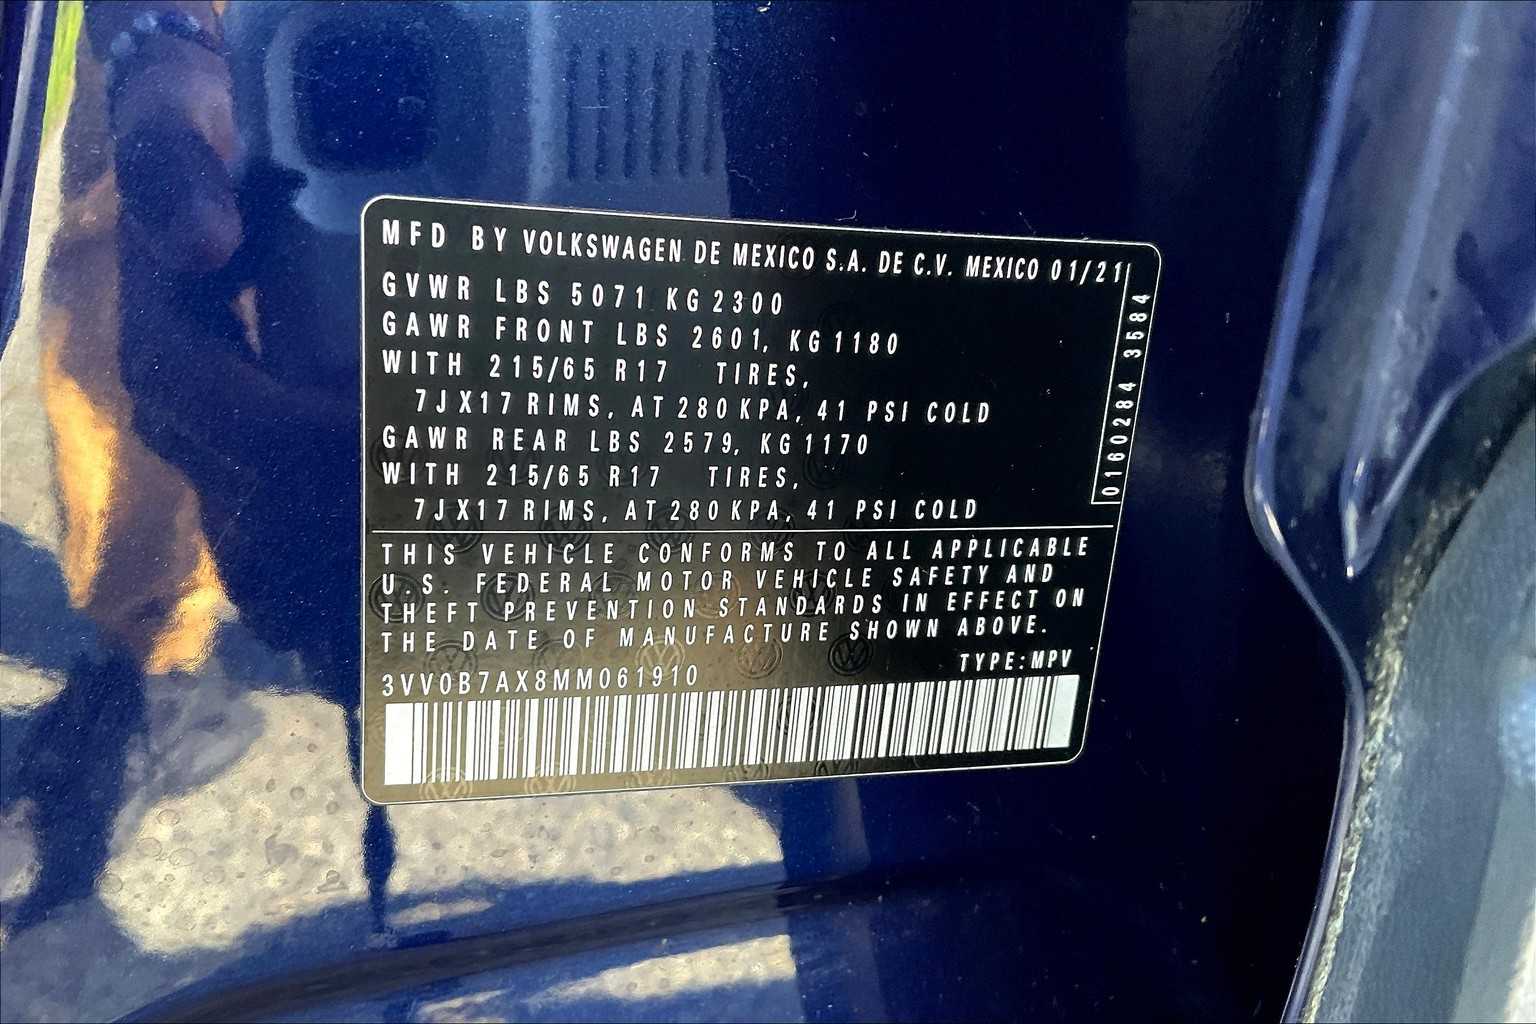 MFD BY VOLKSWAGEN DE MEXICO S.A. DE C.V. MEXICO 01/21
GVWR LBS 5071 KG 2300
GAWR FRONT LBS 2601, KG 1180
WITH 215/65 R17 TIRES,
7JX17 RIMS, AT 280 KPA, 41 PSI COLD
GAWR REAR LBS 2579, KG 1170
WITH 215/65 R17 TIRES,
7JX17 RIMS, AT 280 KPA, 41 PSI COLD
0160284 3584
THIS VEHICLE CONFORMS TO ALL APPLICABLE
U.S. FEDERAL MOTOR VEHICLE SAFETY AND
THEFT PREVENTION STANDARDS IN EFFECT ON
THE DATE OF MANUFACTURE SHOWN ABOVE.
3VV0B7AX8MM061910 TYPE:MPV